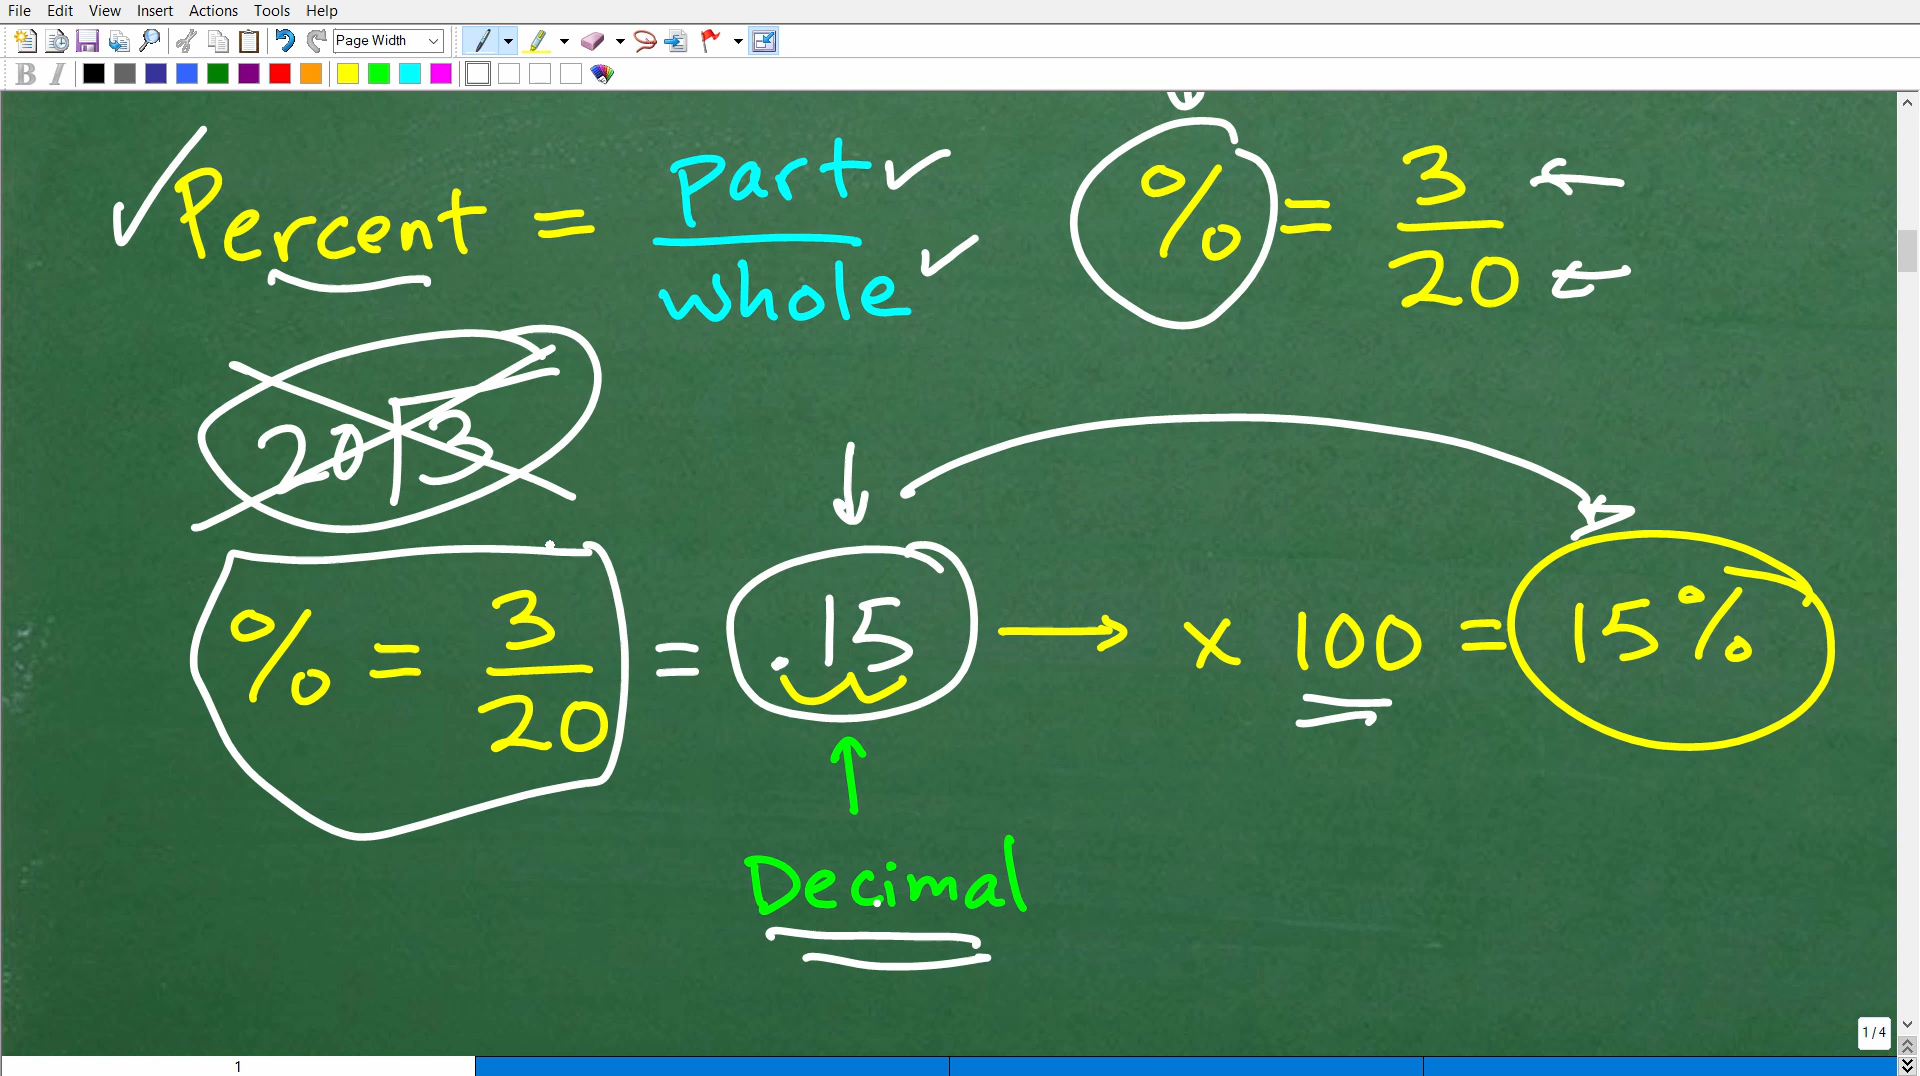 File Edit View Insert Actions Tools Help
Page Width
B I
Percent = part/whole
% = 3/20
20 3
% = 3/20 = .15 → x 100 = 15%
Decimal
1/4
1